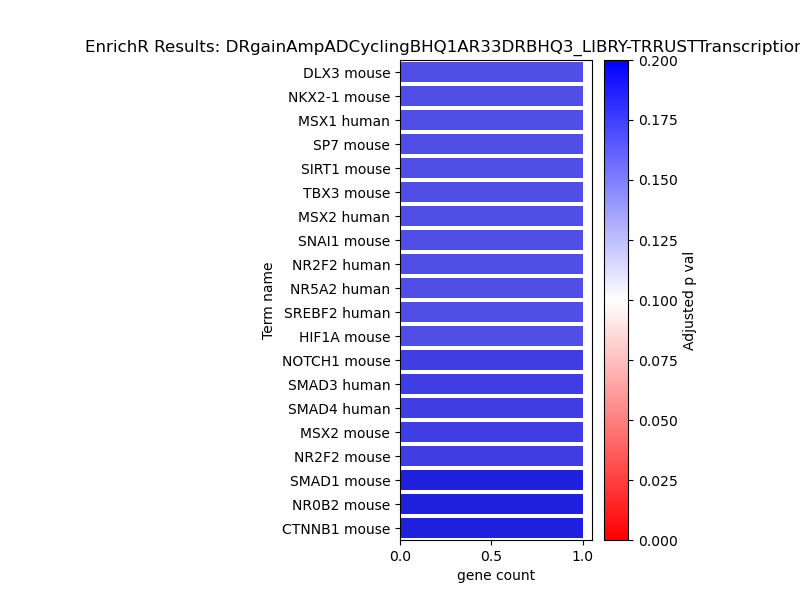 EnrichR Results: DRgainAmpADCyclingBHQ1AR33DRBHQ3_LIBRY-TRRUSTTranscription
DLX3 mouse
NKX2-1 mouse
MSX1 human
SP7 mouse
SIRT1 mouse
TBX3 mouse
MSX2 human
SNAI1 mouse
NR2F2 human
NR5A2 human
SREBF2 human
HIF1A mouse
NOTCH1 mouse
SMAD3 human
SMAD4 human
MSX2 mouse
NR2F2 mouse
SMAD1 mouse
NR0B2 mouse
CTNNB1 mouse
Term name
0.0 0.5 1.0
gene count
0.200
0.175
0.150
0.125
0.100
0.075
0.050
0.025
0.000
Adjusted p val